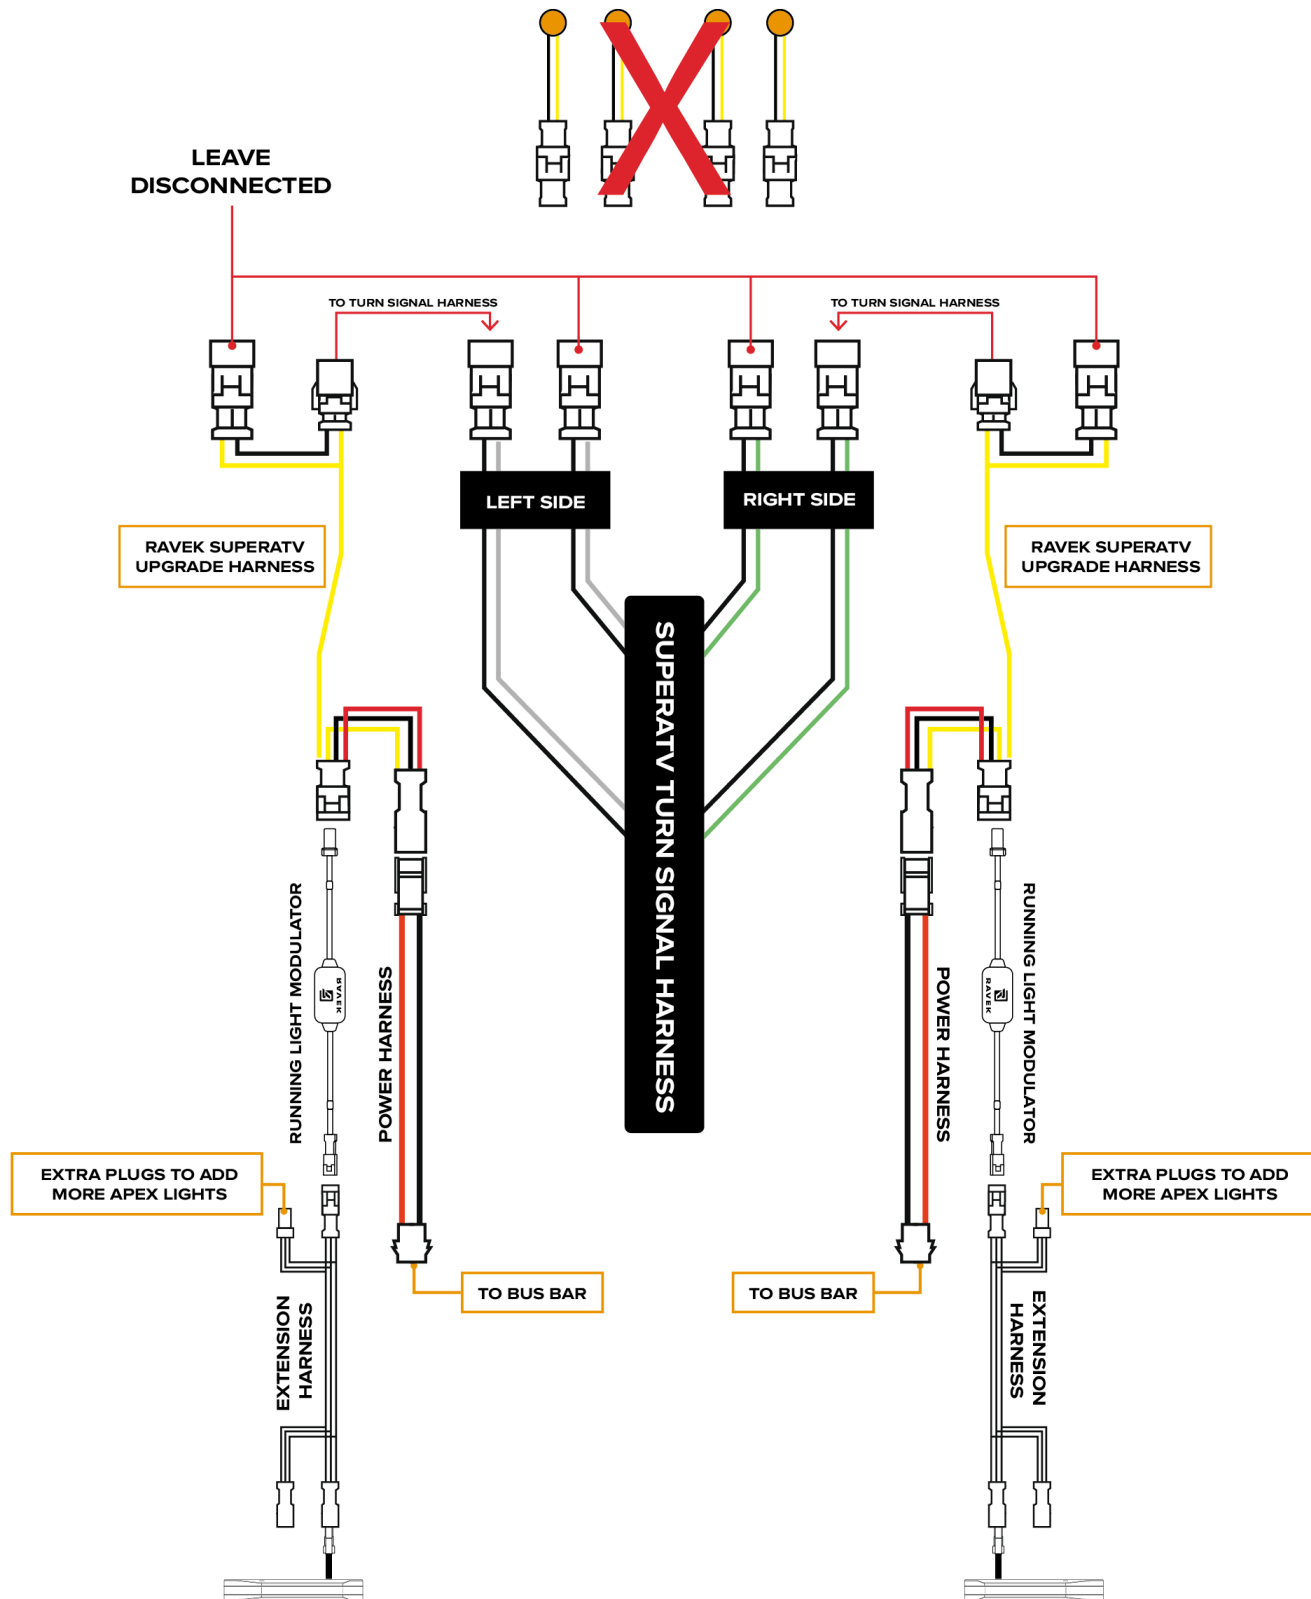 LEAVE
DISCONNECTED
TO TURN SIGNAL HARNESS
TO TURN SIGNAL HARNESS
LEFT SIDE
RIGHT SIDE
RAVEK SUPERATV
UPGRADE HARNESS
RAVEK SUPERATV
UPGRADE HARNESS
SUPERATV TURN SIGNAL HARNESS
RUNNING LIGHT MODULATOR
RAVEK
POWER HARNESS
POWER HARNESS
RAVEK
RUNNING LIGHT MODULATOR
EXTRA PLUGS TO ADD
MORE APEX LIGHTS
EXTRA PLUGS TO ADD
MORE APEX LIGHTS
TO BUS BAR
TO BUS BAR
EXTENSION
HARNESS
EXTENSION
HARNESS